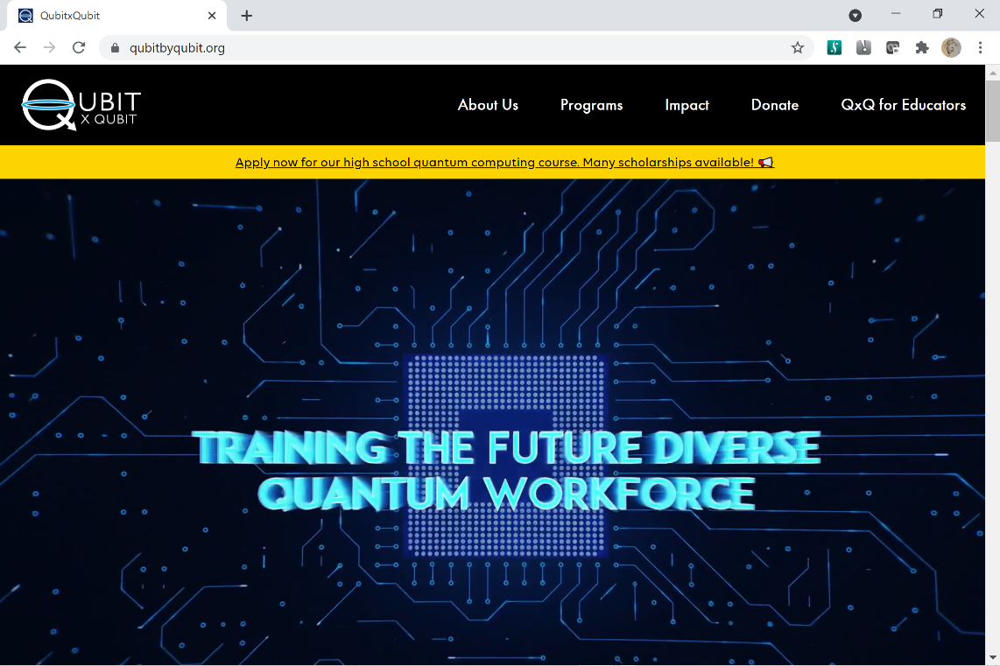 QubitxQubit
qubitbyqubit.org
QUBIT
X QUBIT
About Us
Programs
Impact
Donate
QxQ for Educators
Apply now for our high school quantum computing course. Many scholarships available! 📢
TRAINING THE FUTURE DIVERSE
QUANTUM WORKFORCE